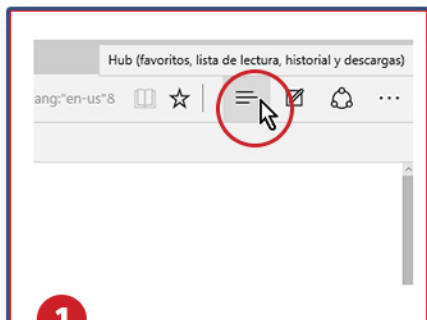 Hub (favoritos, lista de lectura, historial y descargas)
ang:"en-us"8
1